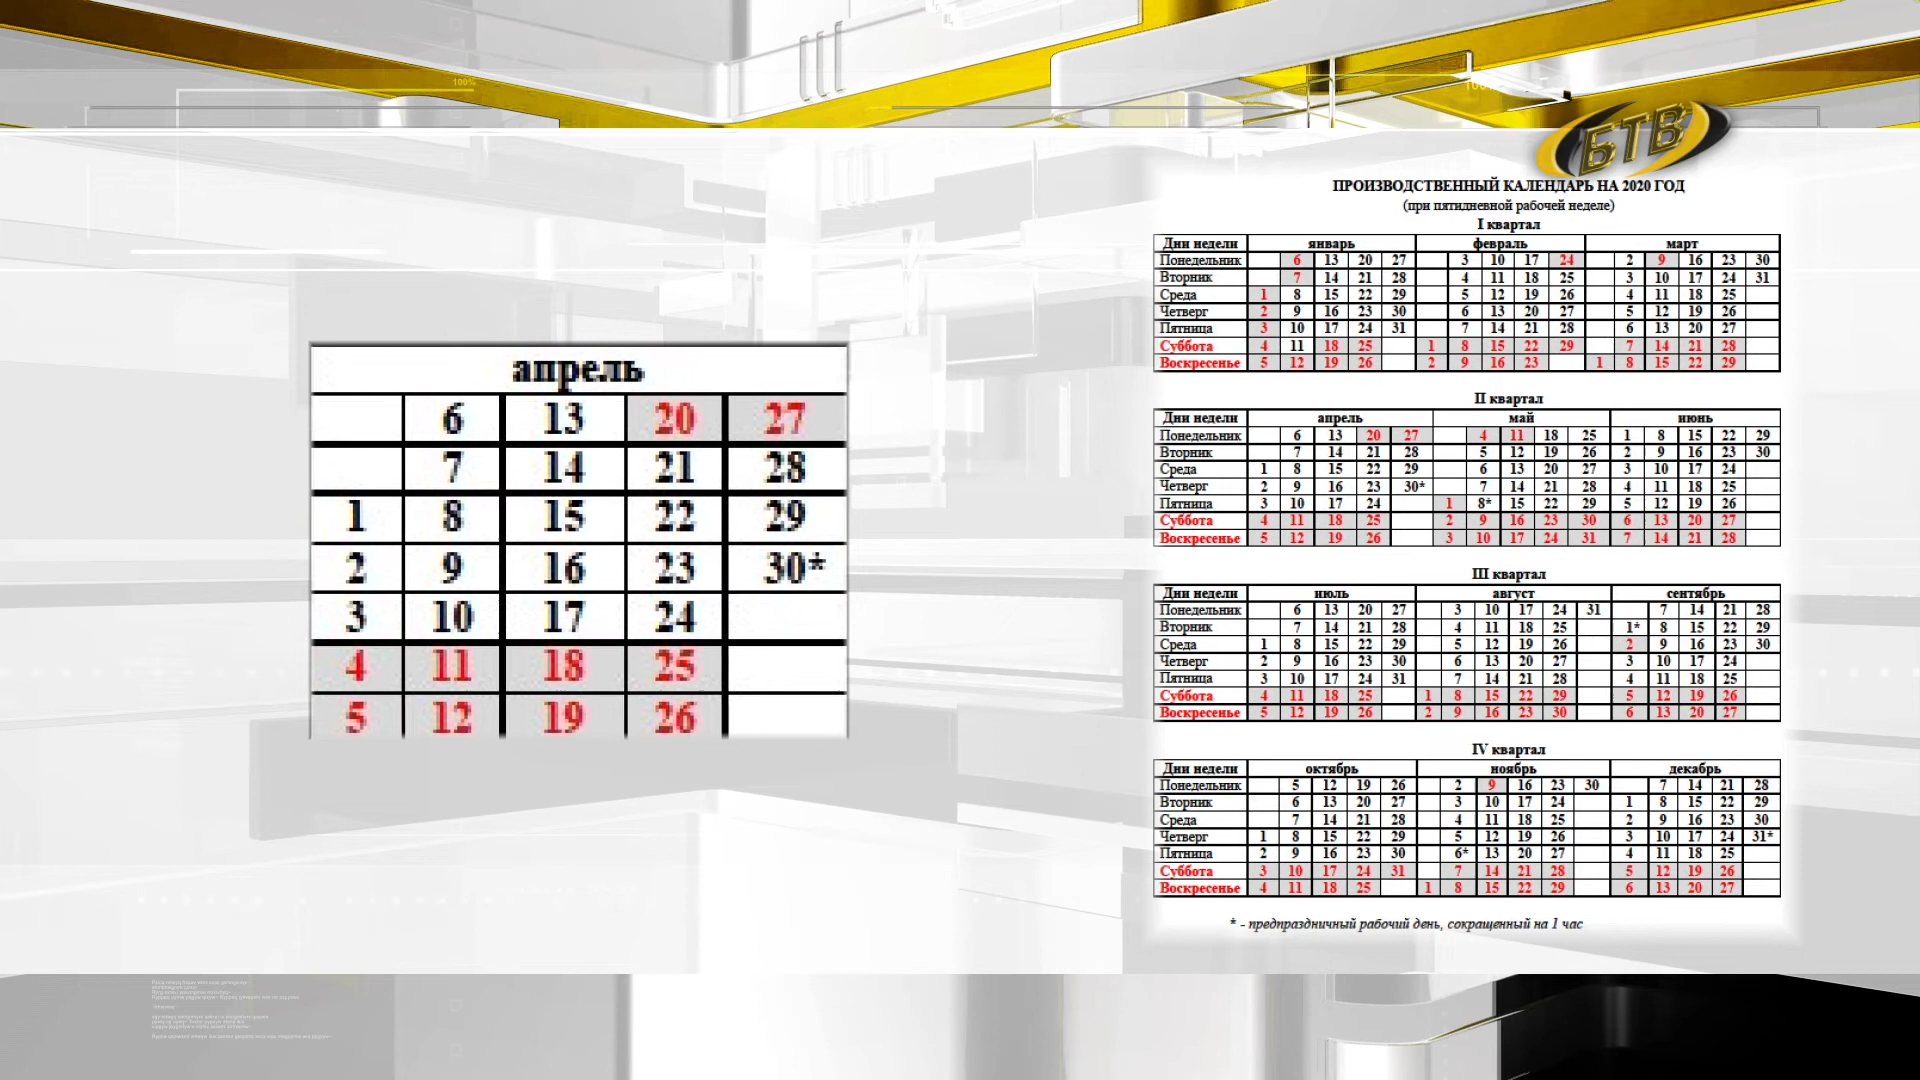 100%
БТВ
апрель
6 13 20 27
7 14 21 28
1 8 15 22 29
2 9 16 23 30*
3 10 17 24
4 11 18 25
5 12 19 26
ПРОИЗВОДСТВЕННЫЙ КАЛЕНДАРЬ НА 2020 ГОД
(при пятидневной рабочей неделе)
I квартал
Дни недели январь февраль март
Понедельник 6 13 20 27 3 10 17 24 2 9 16 23 30
Вторник 7 14 21 28 4 11 18 25 3 10 17 24 31
Среда 1 8 15 22 29 5 12 19 26 4 11 18 25
Четверг 2 9 16 23 30 6 13 20 27 5 12 19 26
Пятница 3 10 17 24 31 7 14 21 28 6 13 20 27
Суббота 4 11 18 25 1 8 15 22 29 7 14 21 28
Воскресенье 5 12 19 26 2 9 16 23 1 8 15 22 29
II квартал
Дни недели апрель май июнь
Понедельник 6 13 20 27 4 11 18 25 1 8 15 22 29
Вторник 7 14 21 28 5 12 19 26 2 9 16 23 30
Среда 1 8 15 22 29 6 13 20 27 3 10 17 24
Четверг 2 9 16 23 30* 7 14 21 28 4 11 18 25
Пятница 3 10 17 24 1 8* 15 22 29 5 12 19 26
Суббота 4 11 18 25 2 9 16 23 30 6 13 20 27
Воскресенье 5 12 19 26 3 10 17 24 31 7 14 21 28
III квартал
Дни недели июль август сентябрь
Понедельник 6 13 20 27 3 10 17 24 31 7 14 21 28
Вторник 7 14 21 28 4 11 18 25 1* 8 15 22 29
Среда 1 8 15 22 29 5 12 19 26 2 9 16 23 30
Четверг 2 9 16 23 30 6 13 20 27 3 10 17 24
Пятница 3 10 17 24 31 7 14 21 28 4 11 18 25
Суббота 4 11 18 25 1 8 15 22 29 5 12 19 26
Воскресенье 5 12 19 26 2 9 16 23 30 6 13 20 27
IV квартал
Дни недели октябрь ноябрь декабрь
Понедельник 5 12 19 26 2 9 16 23 30 7 14 21 28
Вторник 6 13 20 27 3 10 17 24 1 8 15 22 29
Среда 7 14 21 28 4 11 18 25 2 9 16 23 30
Четверг 1 8 15 22 29 5 12 19 26 3 10 17 24 31*
Пятница 2 9 16 23 30 6* 13 20 27 4 11 18 25
Суббота 3 10 17 24 31 7 14 21 28 5 12 19 26
Воскресенье 4 11 18 25 1 8 15 22 29 6 13 20 27
* - предпраздничный рабочий день, сокращенный на 1 час